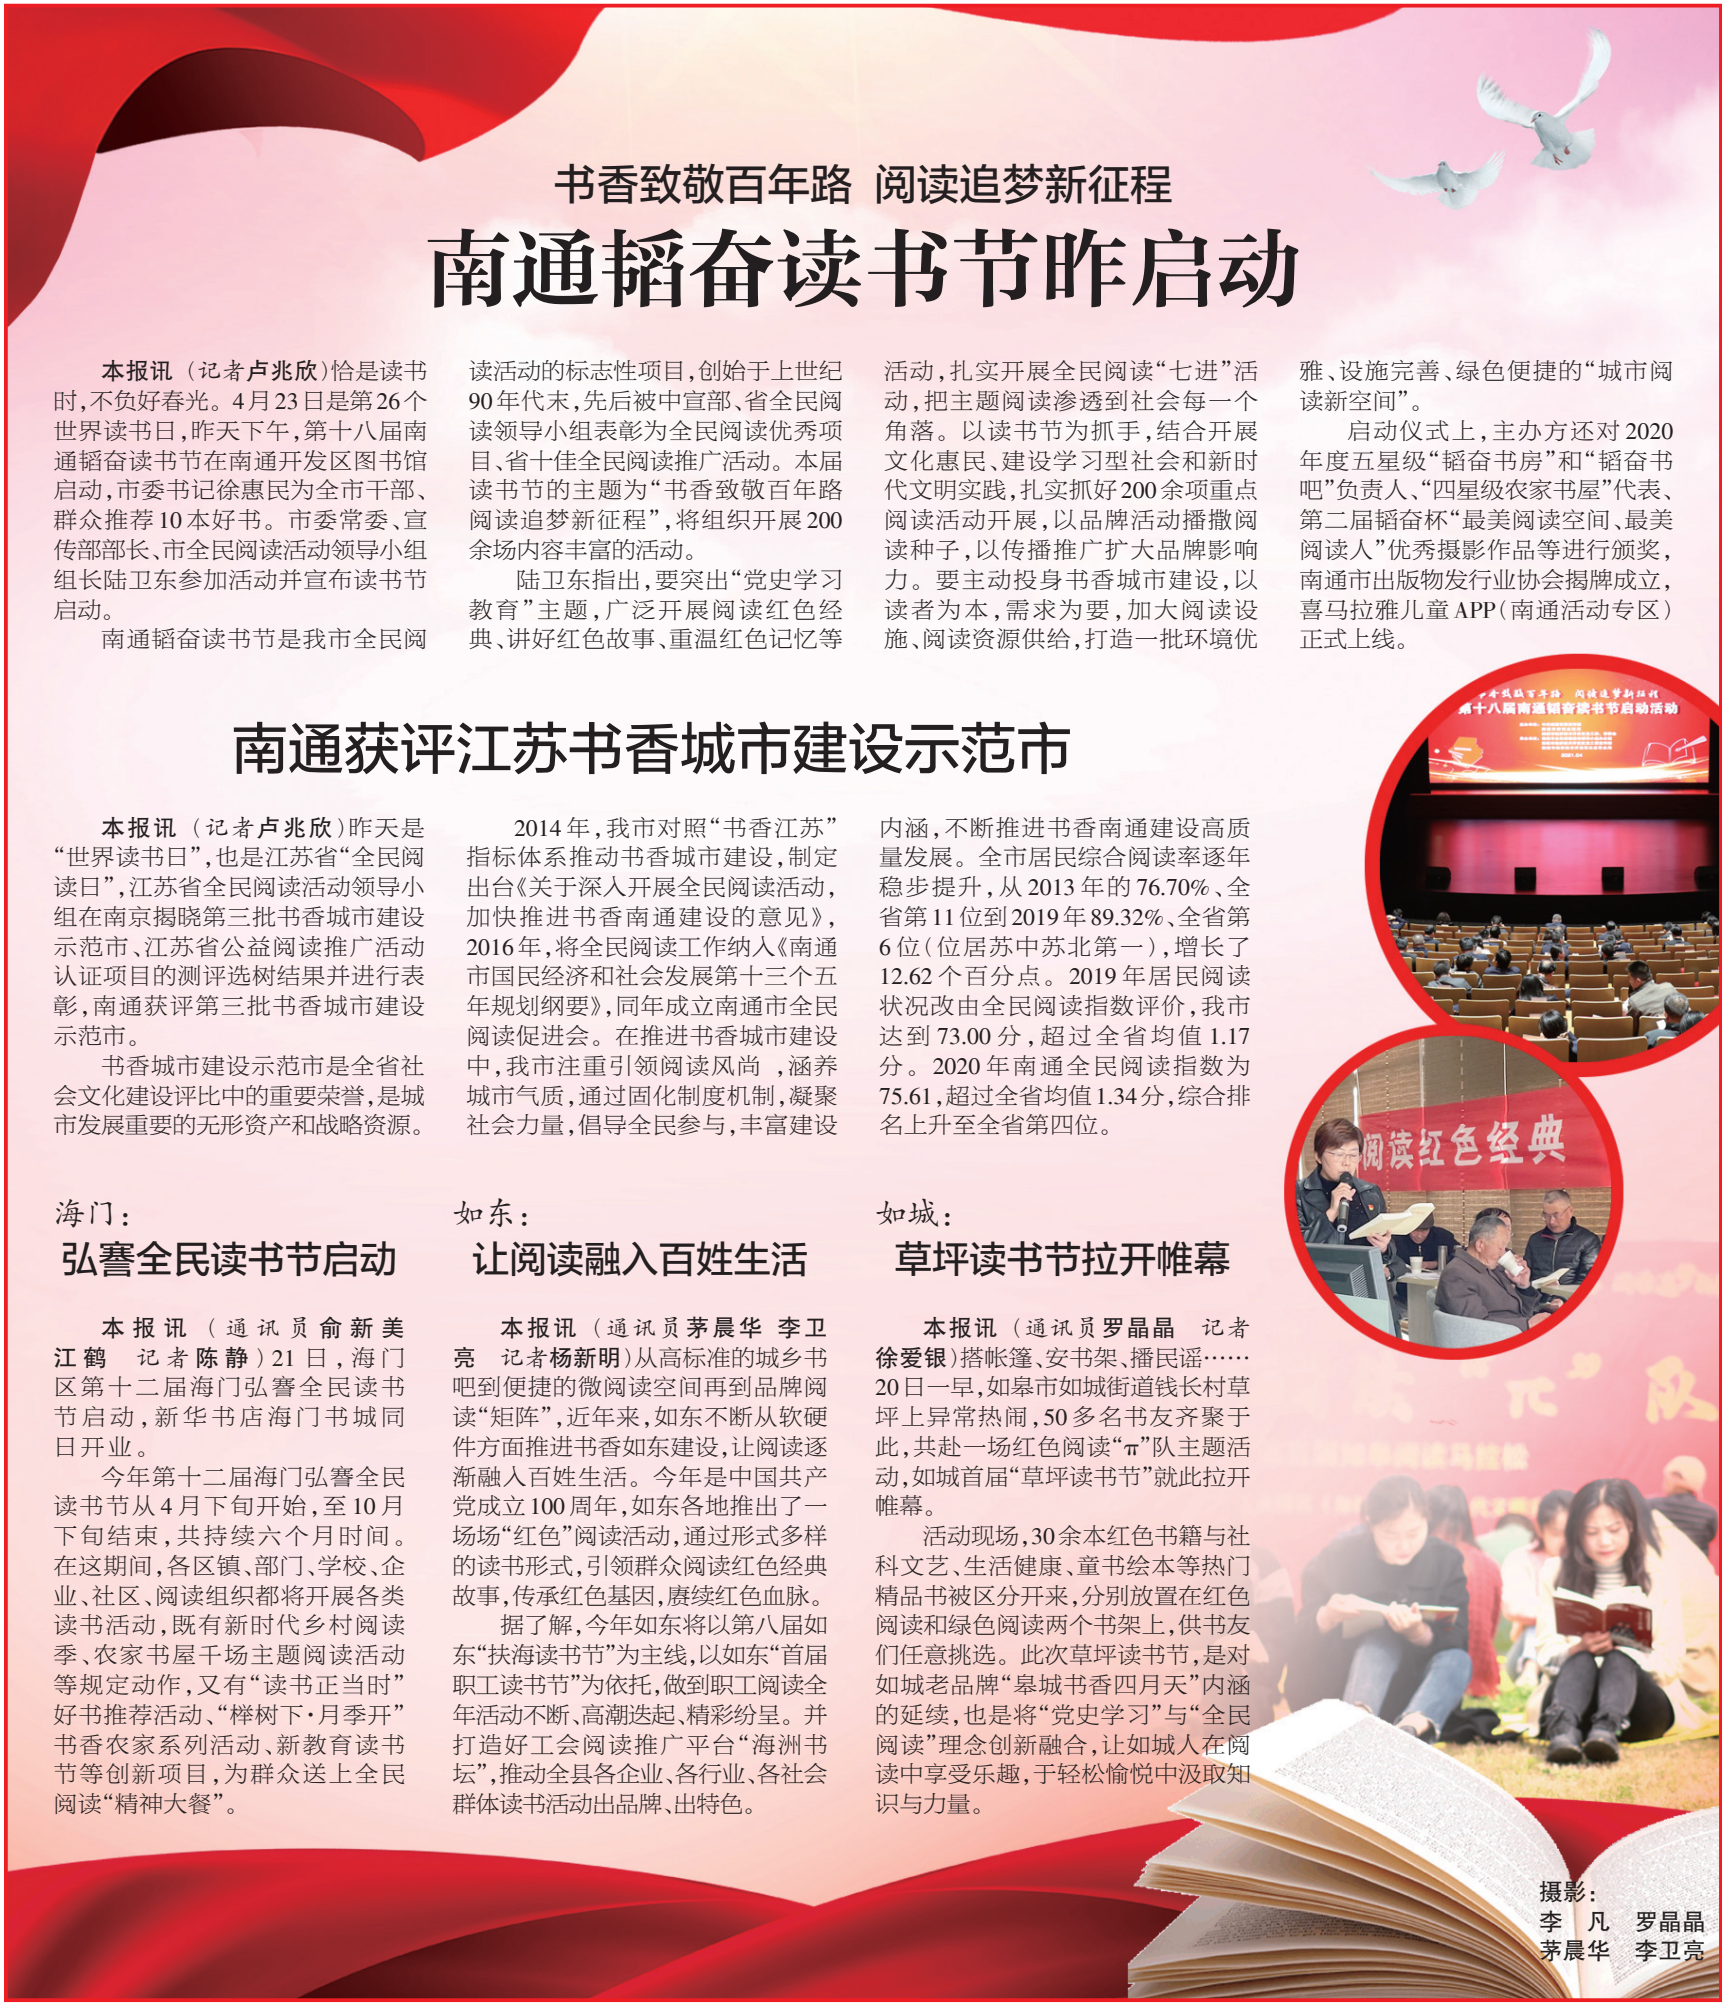 书香致敬百年路 阅读追梦新征程
南通韬奋读书节昨启动
本报讯（记者卢兆欣）恰是读书
时,不负好春光。4月23日是第26个
世界读书日,昨天下午,第十八届南
通韬奋读书节在南通开发区图书馆
启动,市委书记徐惠民为全市干部、
群众推荐10本好书。市委常委、宣
传部部长、市全民阅读活动领导小组
组长陆卫东参加活动并宣布读书节
启动。
南通韬奋读书节是我市全民阅
读活动的标志性项目,创始于上世纪
90年代末,先后被中宣部、省全民阅
读领导小组表彰为全民阅读优秀项
目、省十佳全民阅读推广活动。本届
读书节的主题为“书香致敬百年路
阅读追梦新征程”,将组织开展200
余场内容丰富的活动。
陆卫东指出,要突出“党史学习
教育”主题,广泛开展阅读红色经
典、讲好红色故事、重温红色记忆等
活动,扎实开展全民阅读“七进”活
动,把主题阅读渗透到社会每一个
角落。以读书节为抓手,结合开展
文化惠民、建设学习型社会和新时
代文明实践,扎实抓好200余项重点
阅读活动开展,以品牌活动播撒阅
读种子,以传播推广扩大品牌影响
力。要主动投身书香城市建设,以
读者为本,需求为要,加大阅读设
施、阅读资源供给,打造一批环境优
雅、设施完善、绿色便捷的“城市阅
读新空间”。
启动仪式上,主办方还对2020
年度五星级“韬奋书房”和“韬奋书
吧”负责人、“四星级农家书屋”代表、
第二届韬奋杯“最美阅读空间、最美
阅读人”优秀摄影作品等进行颁奖,
南通市出版物发行业协会揭牌成立,
喜马拉雅儿童APP（南通活动专区）
正式上线。
南通获评江苏书香城市建设示范市
本报讯（记者卢兆欣）昨天是
“世界读书日”,也是江苏省“全民阅
读日”,江苏省全民阅读活动领导小
组在南京揭晓第三批书香城市建设
示范市、江苏省公益阅读推广活动
认证项目的测评选树结果并进行表
彰,南通获评第三批书香城市建设
示范市。
书香城市建设示范市是全省社
会文化建设评比中的重要荣誉,是城
市发展重要的无形资产和战略资源。
2014年,我市对照“书香江苏”
指标体系推动书香城市建设,制定
出台《关于深入开展全民阅读活动,
加快推进书香南通建设的意见》,
2016年,将全民阅读工作纳入《南通
市国民经济和社会发展第十三个五
年规划纲要》,同年成立南通市全民
阅读促进会。在推进书香城市建设
中,我市注重引领阅读风尚 ,涵养
城市气质,通过固化制度机制,凝聚
社会力量,倡导全民参与,丰富建设
内涵,不断推进书香南通建设高质
量发展。全市居民综合阅读率逐年
稳步提升,从2013年的76.70%、全
省第11位到2019年89.32%、全省第
6位（位居苏中苏北第一）,增长了
12.62个百分点。2019年居民阅读
状况改由全民阅读指数评价,我市
达到73.00分,超过全省均值1.17
分。2020年南通全民阅读指数为
75.61,超过全省均值1.34分,综合排
名上升至全省第四位。
书香致敬百年路 阅读追梦新征程
第十八届南通韬奋读书节启动活动
2021.04
阅读红色经典
海门：
弘謇全民读书节启动
本报讯（通讯员俞新美
江鹤 记者陈静）21日,海门
区第十二届海门弘謇全民读书
节启动,新华书店海门书城同
日开业。
今年第十二届海门弘謇全民
读书节从4月下旬开始,至10月
下旬结束,共持续六个月时间。
在这期间,各区镇、部门、学校、企
业、社区、阅读组织都将开展各类
读书活动,既有新时代乡村阅读
季、农家书屋千场主题阅读活动
等规定动作,又有“读书正当时”
好书推荐活动、“榉树下·月季开”
书香农家系列活动、新教育读书
节等创新项目,为群众送上全民
阅读“精神大餐”。
如东：
让阅读融入百姓生活
本报讯（通讯员茅晨华 李卫
亮 记者杨新明）从高标准的城乡书
吧到便捷的微阅读空间再到品牌阅
读“矩阵”,近年来,如东不断从软硬
件方面推进书香如东建设,让阅读逐
渐融入百姓生活。今年是中国共产
党成立100周年,如东各地推出了一
场场“红色”阅读活动,通过形式多样
的读书形式,引领群众阅读红色经典
故事,传承红色基因,赓续红色血脉。
据了解,今年如东将以第八届如
东“扶海读书节”为主线,以如东“首届
职工读书节”为依托,做到职工阅读全
年活动不断、高潮迭起、精彩纷呈。并
打造好工会阅读推广平台“海洲书
坛”,推动全县各企业、各行业、各社会
群体读书活动出品牌、出特色。
如城：
草坪读书节拉开帷幕
本报讯（通讯员罗晶晶 记者
徐爱银）搭帐篷、安书架、播民谣……
20日一早,如皋市如城街道钱长村草
坪上异常热闹,50多名书友齐聚于
此,共赴一场红色阅读“π”队主题活
动,如城首届“草坪读书节”就此拉开
帷幕。
活动现场,30余本红色书籍与社
科文艺、生活健康、童书绘本等热门
精品书被区分开来,分别放置在红色
阅读和绿色阅读两个书架上,供书友
们任意挑选。此次草坪读书节,是对
如城老品牌“皋城书香四月天”内涵
的延续,也是将“党史学习”与“全民
阅读”理念创新融合,让如城人在阅
读中享受乐趣,于轻松愉悦中汲取知
识与力量。
“π”队
摄影：
李 凡 罗晶晶
茅晨华 李卫亮